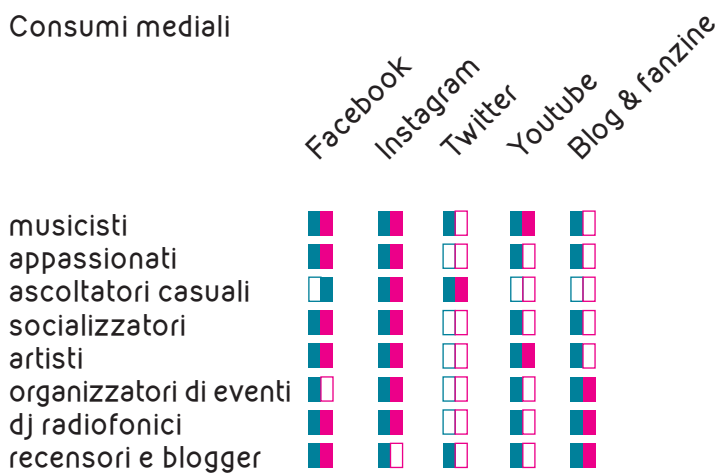 Consumi mediali
Facebook
Instagram
Twitter
Youtube
Blog & fanzine
musicisti
appassionati
ascoltatori casuali
socializzatori
artisti
organizzatori di eventi
dj radiofonici
recensori e blogger